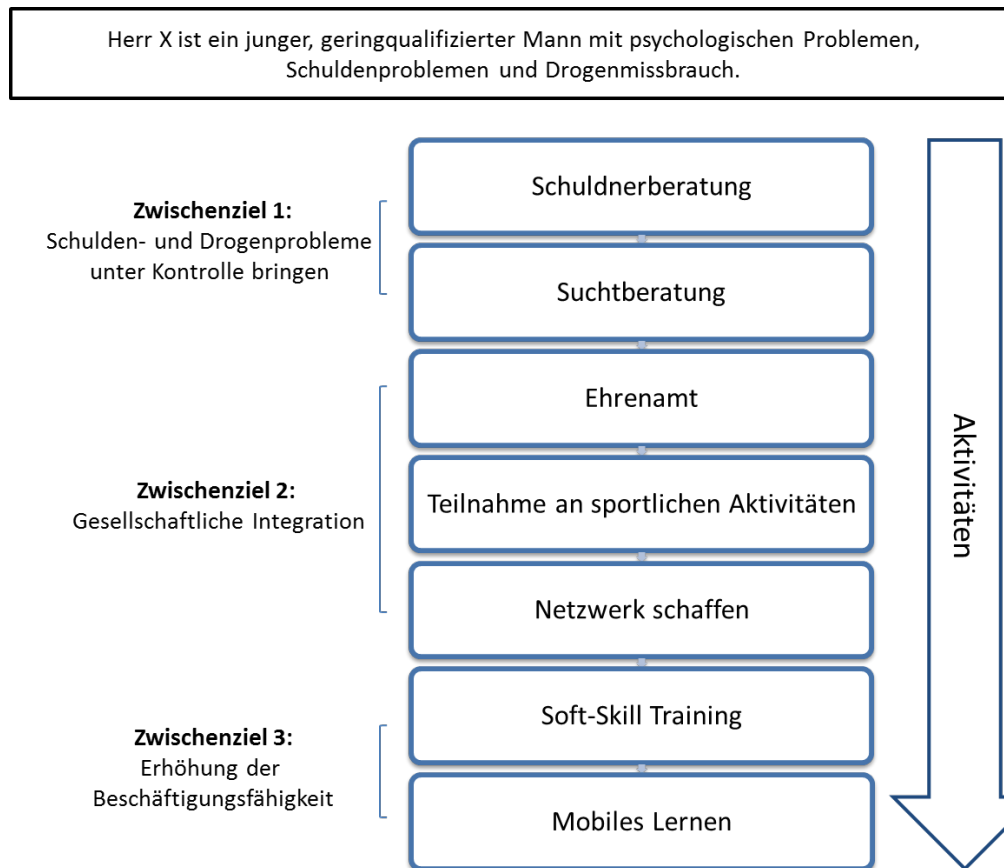 Herr X ist ein junger, geringqualifizierter Mann mit psychologischen Problemen,
Schuldenproblemen und Drogenmissbrauch.
Zwischenziel 1:
Schulden- und Drogenprobleme
unter Kontrolle bringen
Schuldnerberatung
Suchtberatung
Zwischenziel 2:
Gesellschaftliche Integration
Ehrenamt
Teilnahme an sportlichen Aktivitäten
Netzwerk schaffen
Zwischenziel 3:
Erhöhung der
Beschäftigungsfähigkeit
Soft-Skill Training
Mobiles Lernen
Aktivitäten